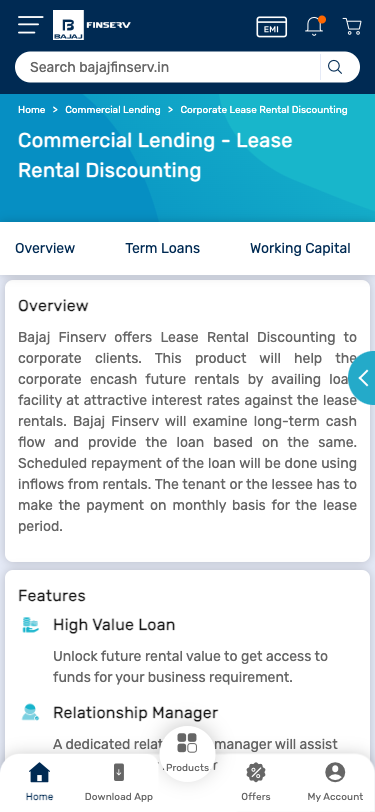 B
BAJAJ
FINSERV
EMI
Search bajajfinserv.in
Home > Commercial Lending > Corporate Lease Rental Discounting
Commercial Lending - Lease
Rental Discounting
Overview Term Loans Working Capital
Overview
Bajaj Finserv offers Lease Rental Discounting to
corporate clients. This product will help the
corporate encash future rentals by availing loan
facility at attractive interest rates against the lease
rentals. Bajaj Finserv will examine long-term cash
flow and provide the loan based on the same.
Scheduled repayment of the loan will be done using
inflows from rentals. The tenant or the lessee has to
make the payment on monthly basis for the lease
period.
Features
High Value Loan
Unlock future rental value to get access to
funds for your business requirement.
Relationship Manager
A dedicated manager will assist
Products
Home Download App Offers My Account